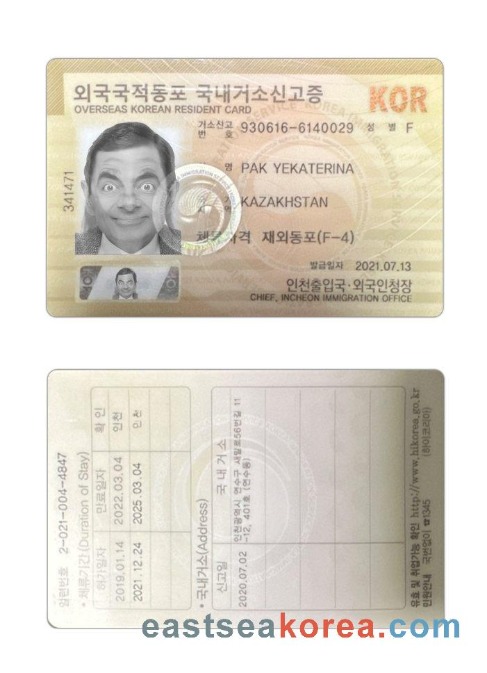 외국국적동포 국내거소신고증
OVERSEAS KOREAN RESIDENT CARD
KOR
거소신고 번호 930616-6140029 성별 F
명 PAK YEKATERINA
KAZAKHSTAN
체류자격 재외동포(F-4)
발급일자 2021.07.13
인천출입국·외국인청장
CHIEF, INCHEON IMMIGRATION OFFICE
341471
일련번호 2-021-004-4847
* 체류기간(Duration of Stay)
허가일자 만료일자 확인
2019.01.14 2022.03.04 인천
2021.12.24 2025.03.04 인천
* 국내거소(Address)
신고일 국내거소
2020.07.02 인천광역시 연수구 새말로56번길 11
-12, 401호 (연수동)
유효 및 취업가능 확인 http://www.hikorea.go.kr
민원안내 국번없이 ☎1345 (하이코리아)
eastseakorea.com